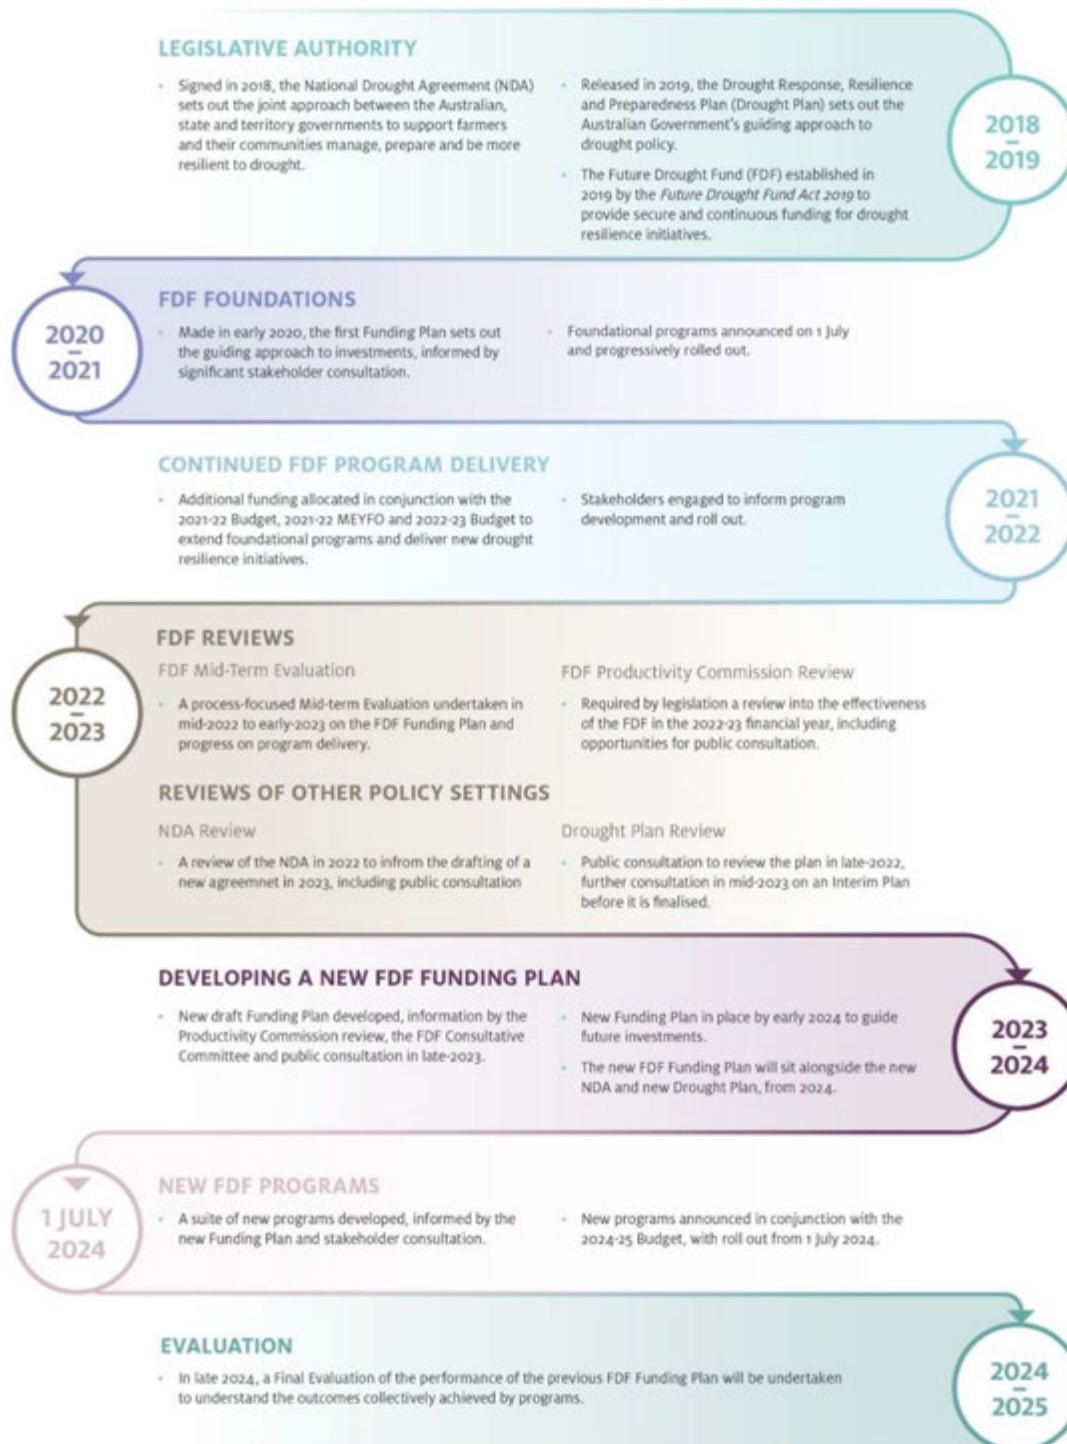 LEGISLATIVE AUTHORITY
Signed in 2018, the National Drought Agreement (NDA)
sets out the joint approach between the Australian,
state and territory governments to support farmers
and their communities manage, prepare and be more
resilient to drought.
Released in 2019, the Drought Response, Resilience
and Preparedness Plan (Drought Plan) sets out the
Australian Government's guiding approach to
drought policy.
The Future Drought Fund (FDF) established in
2019 by the Future Drought Fund Act 2019 to
provide secure and continuous funding for drought
resilience initiatives.
2018
–
2019
2020
–
2021
FDF FOUNDATIONS
Made in early 2020, the first Funding Plan sets out
the guiding approach to investments, informed by
significant stakeholder consultation.
Foundational programs announced on 1 July
and progressively rolled out.
CONTINUED FDF PROGRAM DELIVERY
Additional funding allocated in conjunction with the
2021-22 Budget, 2021-22 MEYFO and 2022-23 Budget to
extend foundational programs and deliver new drought
resilience initiatives.
Stakeholders engaged to inform program
development and roll out.
2021
–
2022
2022
–
2023
FDF REVIEWS
FDF Mid-Term Evaluation
A process-focused Mid-term Evaluation undertaken in
mid-2022 to early-2023 on the FDF Funding Plan and
progress on program delivery.
FDF Productivity Commission Review
Required by legislation a review into the effectiveness
of the FDF in the 2022-23 financial year, including
opportunities for public consultation.
REVIEWS OF OTHER POLICY SETTINGS
NDA Review
A review of the NDA in 2022 to infrom the drafting of a
new agreemnet in 2023, including public consultation
Drought Plan Review
Public consultation to review the plan in late-2022,
further consultation in mid-2023 on an Interim Plan
before it is finalised.
DEVELOPING A NEW FDF FUNDING PLAN
New draft Funding Plan developed, information by the
Productivity Commission review, the FDF Consultative
Committee and public consultation in late-2023.
New Funding Plan in place by early 2024 to guide
future investments.
The new FDF Funding Plan will sit alongside the new
NDA and new Drought Plan, from 2024.
2023
–
2024
1 JULY
2024
NEW FDF PROGRAMS
A suite of new programs developed, informed by the
new Funding Plan and stakeholder consultation.
New programs announced in conjunction with the
2024-25 Budget, with roll out from 1 July 2024.
EVALUATION
In late 2024, a Final Evaluation of the performance of the previous FDF Funding Plan will be undertaken
to understand the outcomes collectively achieved by programs.
2024
–
2025